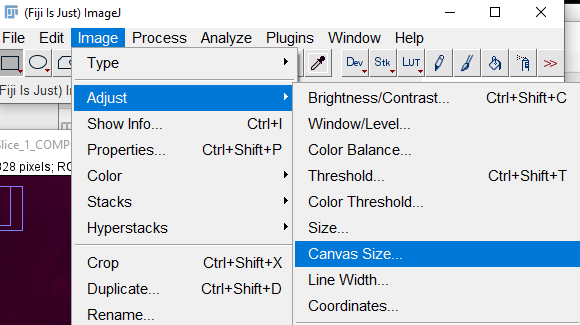 (Fiji Is Just) ImageJ
File Edit Image Process Analyze Plugins Window Help
Dev Stk LUT >>
Fiji Is Just) ImageJ
Slice_1_COMP
828 pixels; RG
Type
Adjust
Show Info... Ctrl+I
Properties... Ctrl+Shift+P
Color
Stacks
Hyperstacks
Crop Ctrl+Shift+X
Duplicate... Ctrl+Shift+D
Rename...
Brightness/Contrast... Ctrl+Shift+C
Window/Level...
Color Balance...
Threshold... Ctrl+Shift+T
Color Threshold...
Size...
Canvas Size...
Line Width...
Coordinates...